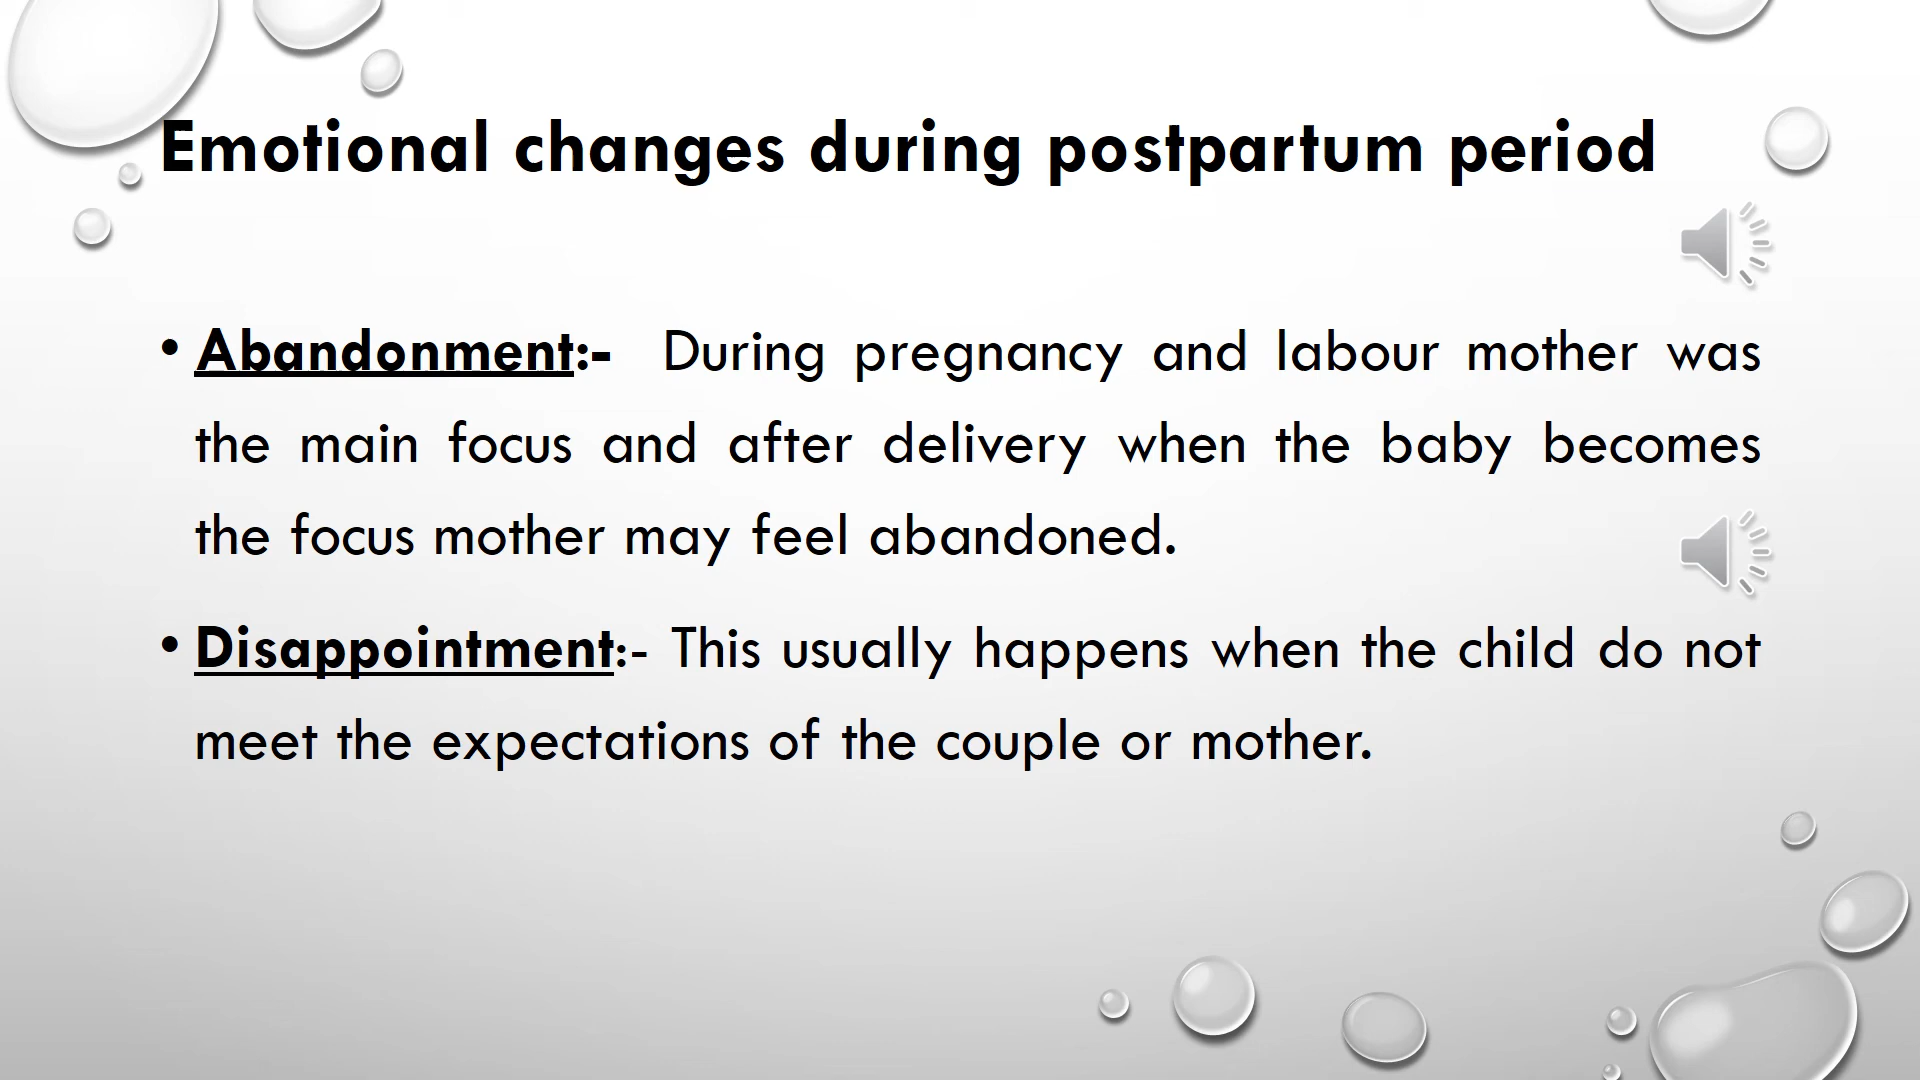 Emotional changes during postpartum period
• Abandonment:- During pregnancy and labour mother was
the main focus and after delivery when the baby becomes
the focus mother may feel abandoned.
• Disappointment:- This usually happens when the child do not
meet the expectations of the couple or mother.